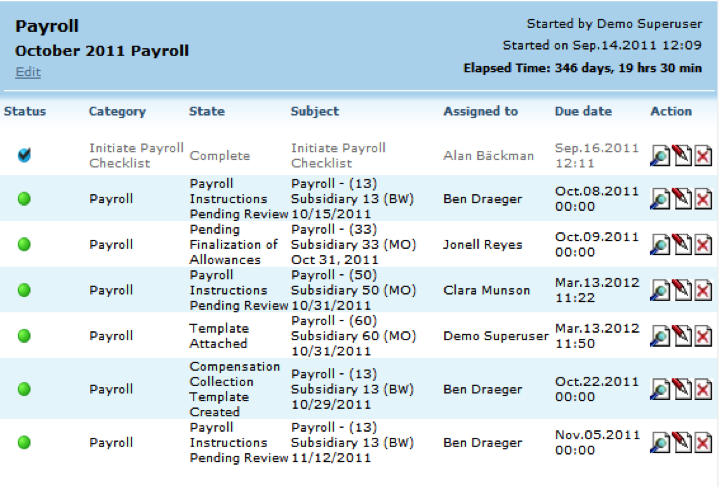 Payroll
Started by Demo Superuser
October 2011 Payroll
Started on Sep.14.2011 12:09
Edit
Elapsed Time: 346 days, 19 hrs 30 min
Status Category State Subject Assigned to Due date Action
Initiate Payroll Checklist Complete Initiate Payroll Checklist Alan Bäckman Sep.16.2011 12:11
Payroll Payroll Instructions Pending Review Payroll - (13) Subsidiary 13 (BW) 10/15/2011 Ben Draeger Oct.08.2011 00:00
Payroll Pending Finalization of Allowances Payroll - (33) Subsidiary 33 (MO) Oct 31, 2011 Jonell Reyes Oct.09.2011 00:00
Payroll Payroll Instructions Pending Review Payroll - (50) Subsidiary 50 (MO) 10/31/2011 Clara Munson Mar.13.2012 11:22
Payroll Template Attached Payroll - (60) Subsidiary 60 (MO) 10/31/2011 Demo Superuser Mar.13.2012 11:50
Payroll Compensation Collection Template Created Payroll - (13) Subsidiary 13 (BW) 10/29/2011 Ben Draeger Oct.22.2011 00:00
Payroll Payroll Instructions Pending Review Payroll - (13) Subsidiary 13 (BW) 11/12/2011 Ben Draeger Nov.05.2011 00:00